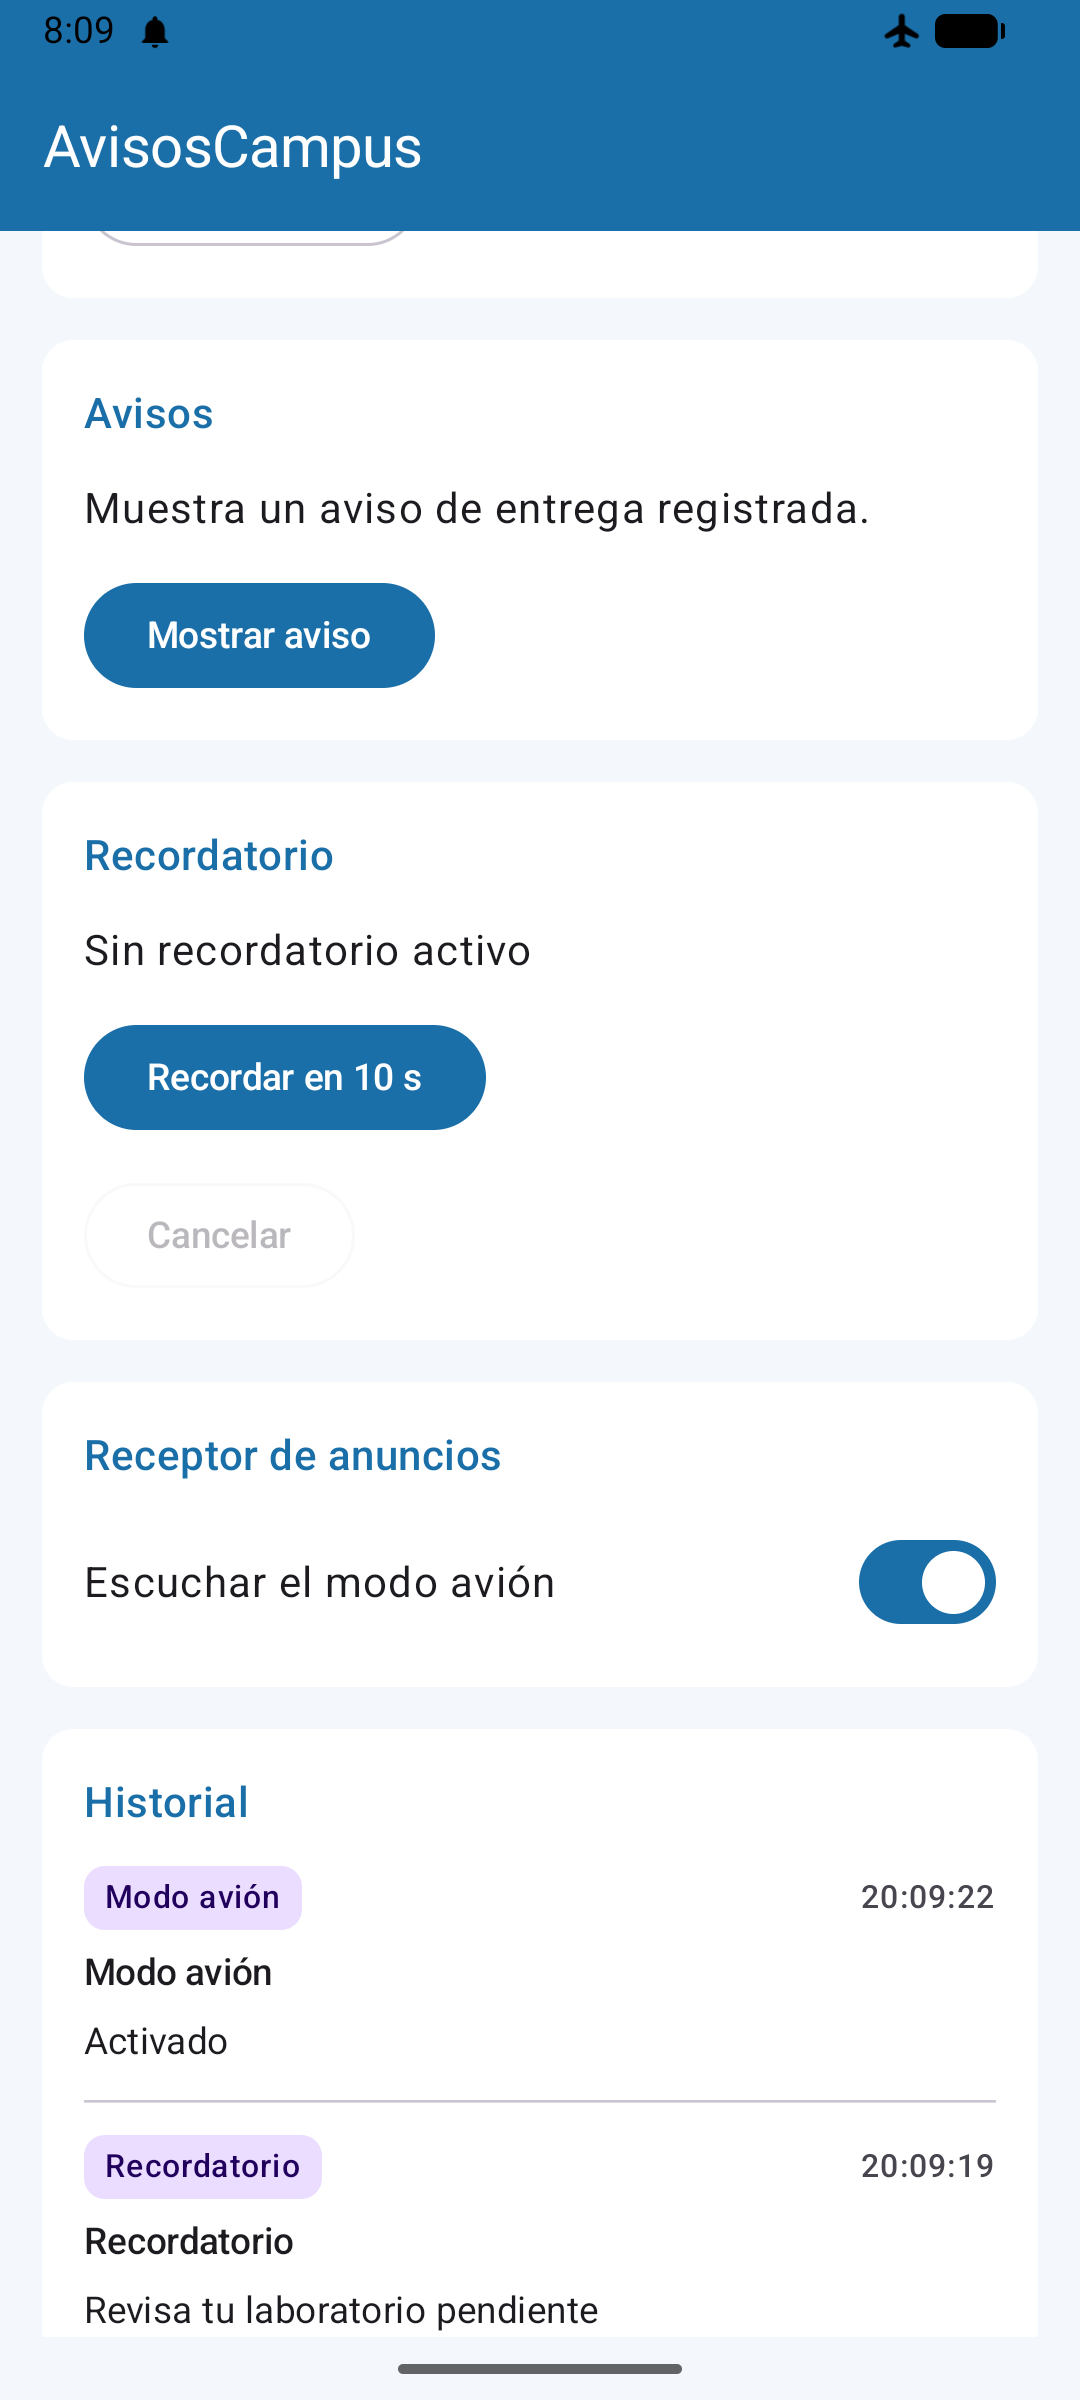 8:09
AvisosCampus
Avisos
Muestra un aviso de entrega registrada.
Mostrar aviso
Recordatorio
Sin recordatorio activo
Recordar en 10 s
Cancelar
Receptor de anuncios
Escuchar el modo avión
Historial
Modo avión 20:09:22
Modo avión
Activado
Recordatorio 20:09:19
Recordatorio
Revisa tu laboratorio pendiente